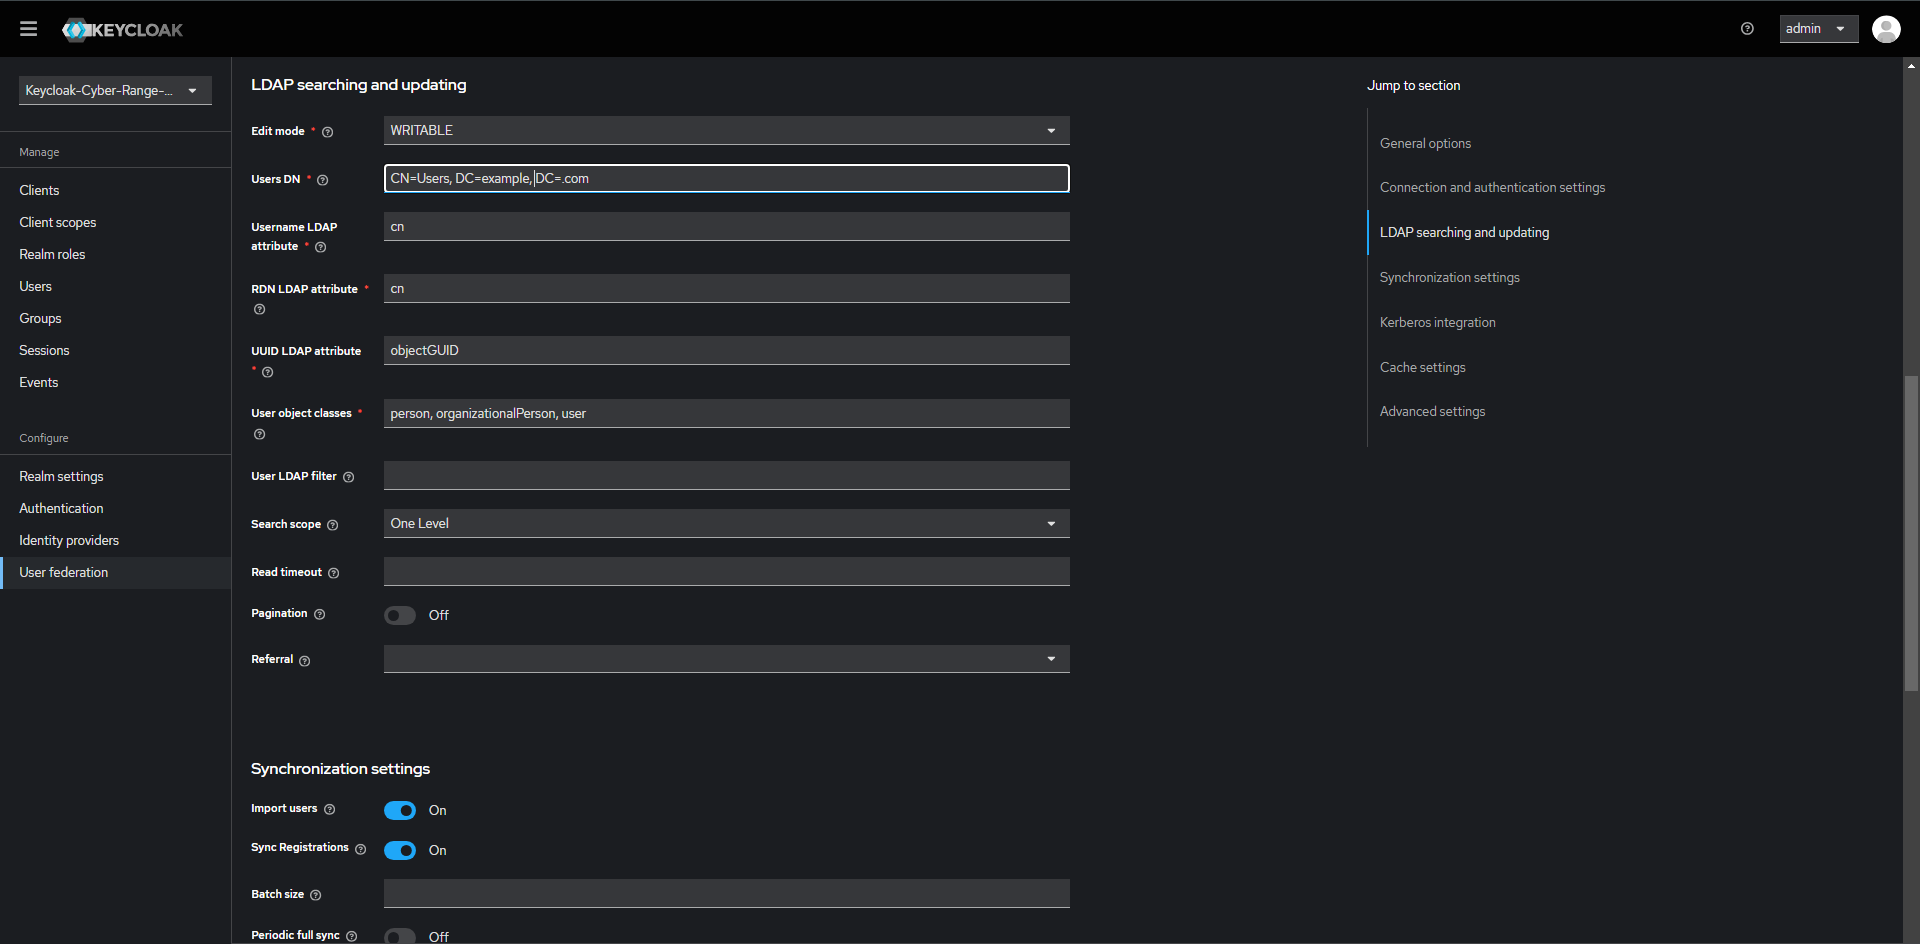 KEYCLOAK
admin
Keycloak-Cyber-Range-...
Manage
Clients
Client scopes
Realm roles
Users
Groups
Sessions
Events
Configure
Realm settings
Authentication
Identity providers
User federation
LDAP searching and updating
Edit mode *
WRITABLE
Users DN *
CN=Users, DC=example,DC=.com
Username LDAP
attribute *
cn
RDN LDAP attribute *
cn
UUID LDAP attribute
*
objectGUID
User object classes *
person, organizationalPerson, user
User LDAP filter
Search scope
One Level
Read timeout
Pagination
Off
Referral
Synchronization settings
Import users
On
Sync Registrations
On
Batch size
Periodic full sync
Off
Jump to section
General options
Connection and authentication settings
LDAP searching and updating
Synchronization settings
Kerberos integration
Cache settings
Advanced settings